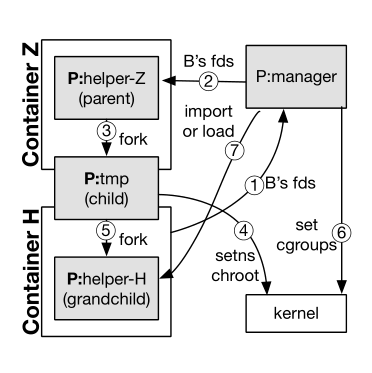 Container Z
P:helper-Z
(parent)
B's fds
2
P:manager
3
fork
import
or load
7
P:tmp
(child)
1
B's fds
Container H
5
fork
4
setns
chroot
set
cgroups
6
P:helper-H
(grandchild)
kernel